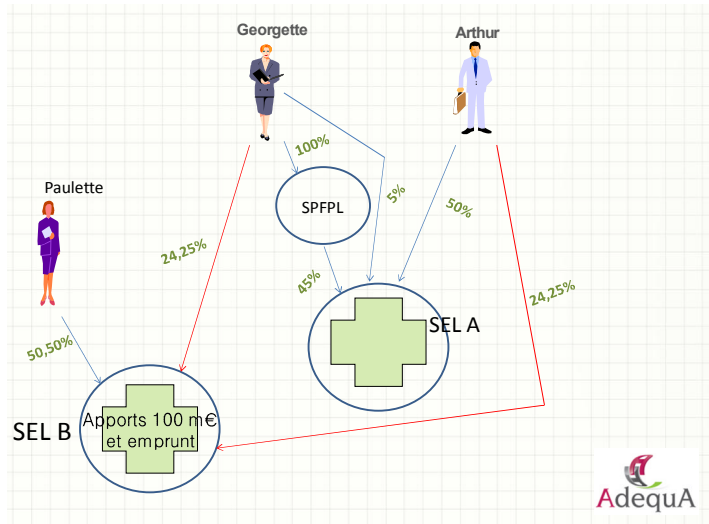 Georgette
Arthur
100%
Paulette
SPFPL
5%
50%
24,25%
45%
24,25%
SEL A
50,50%
Apports 100 m€
et emprunt
SEL B
AdequA